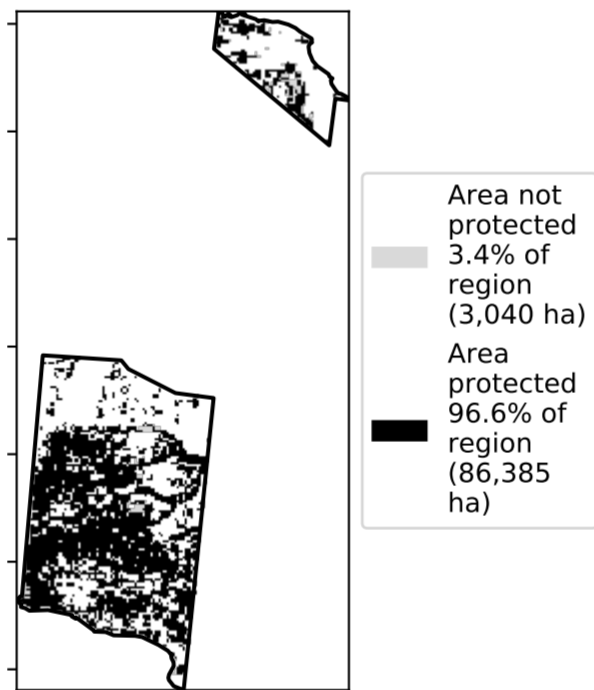 Area not
protected
3.4% of
region
(3,040 ha)
Area
protected
96.6% of
region
(86,385
ha)